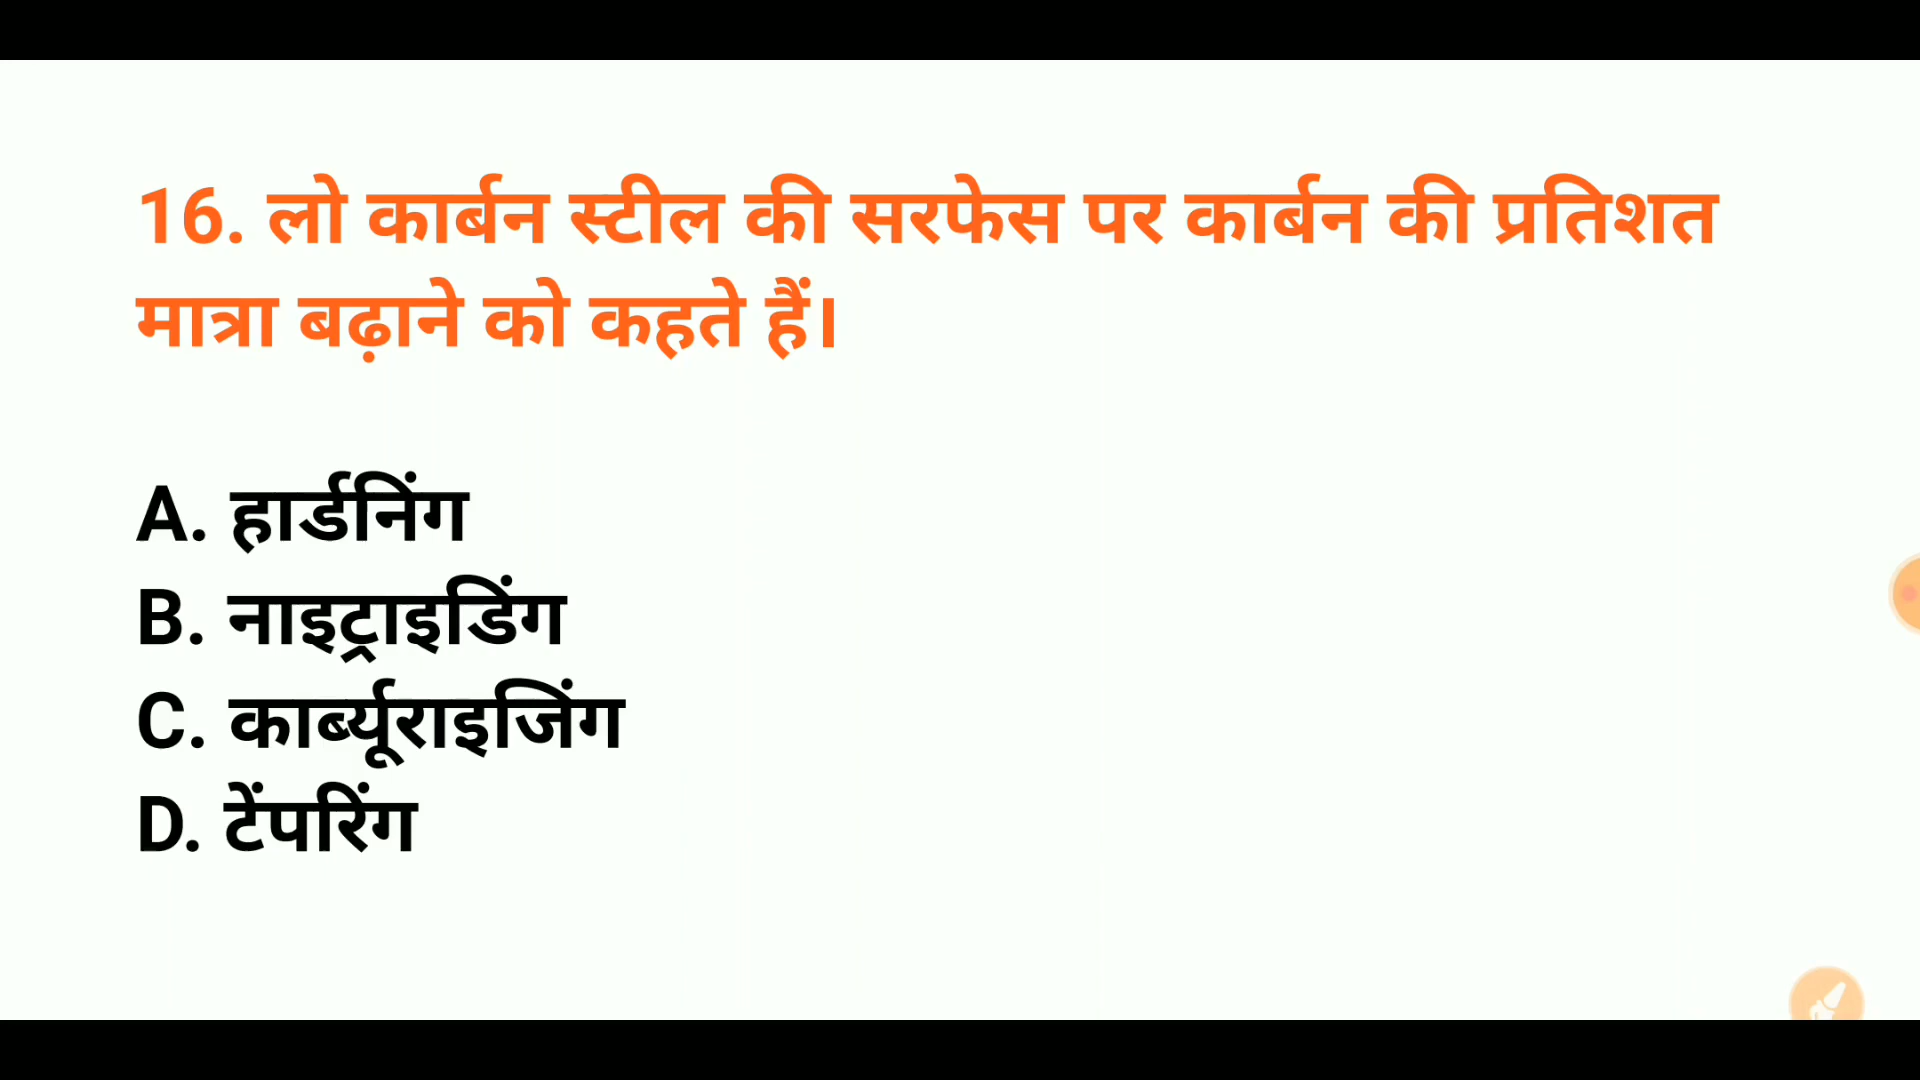 16. लो कार्बन स्टील की सरफेस पर कार्बन की प्रतिशत
मात्रा बढ़ाने को कहते हैं।
A. हार्डनिंग
B. नाइट्राइडिंग
C. कार्ब्यूराइजिंग
D. टेंपरिंग